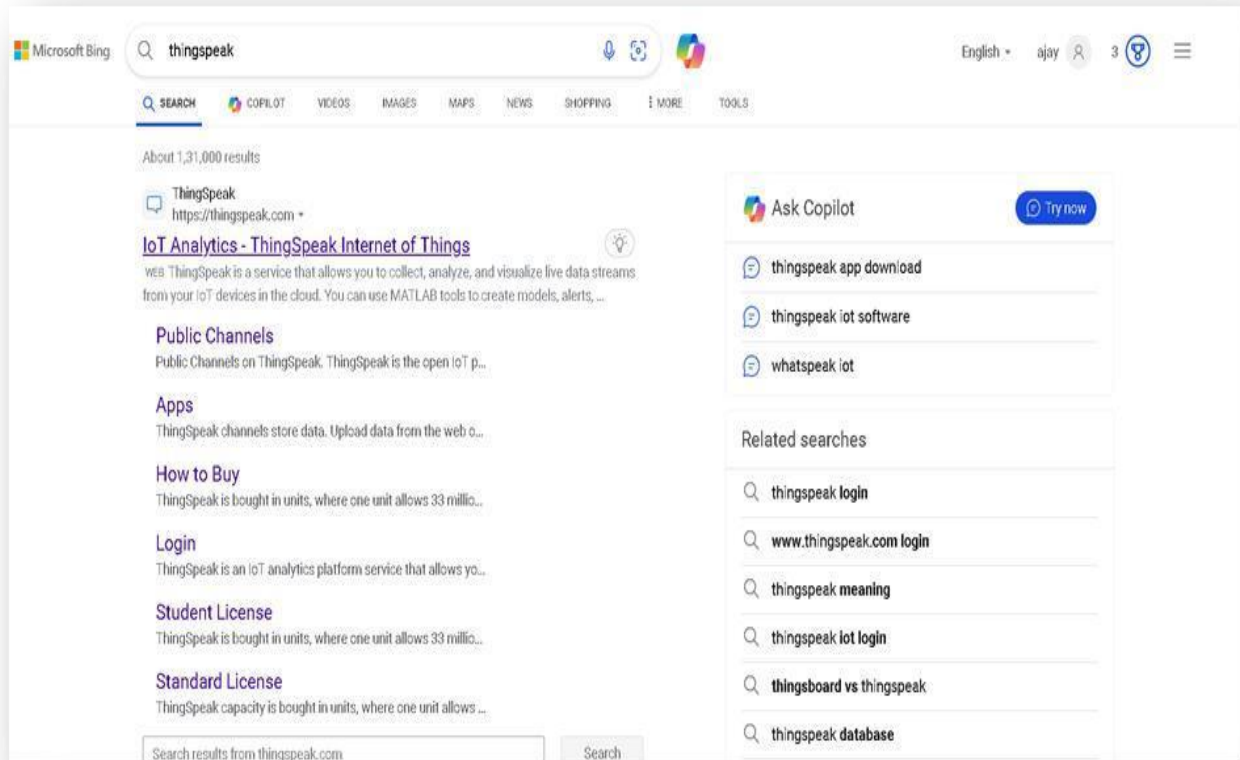 Microsoft Bing
thingspeak
English
ajay
3
SEARCH
COPILOT
VIDEOS
IMAGES
MAPS
NEWS
SHOPPING
MORE
TOOLS
About 1,31,000 results
ThingSpeak
https://thingspeak.com
IoT Analytics - ThingSpeak Internet of Things
WEB ThingSpeak is a service that allows you to collect, analyze, and visualize live data streams
from your IoT devices in the cloud. You can use MATLAB tools to create models, alerts, ...
Public Channels
Public Channels on ThingSpeak. ThingSpeak is the open IoT p...
Apps
ThingSpeak channels store data. Upload data from the web o...
How to Buy
ThingSpeak is bought in units, where one unit allows 33 millio...
Login
ThingSpeak is an IoT analytics platform service that allows yo...
Student License
ThingSpeak is bought in units, where one unit allows 33 millio...
Standard License
ThingSpeak capacity is bought in units, where one unit allows ...
Search results from thingspeak.com
Search
Ask Copilot
Try now
thingspeak app download
thingspeak iot software
whatspeak iot
Related searches
thingspeak login
www.thingspeak.com login
thingspeak meaning
thingspeak iot login
thingsboard vs thingspeak
thingspeak database